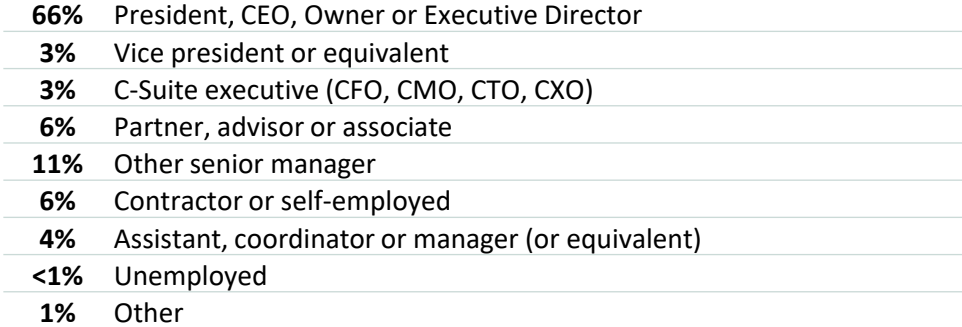 66% President, CEO, Owner or Executive Director
3% Vice president or equivalent
3% C-Suite executive (CFO, CMO, CTO, CXO)
6% Partner, advisor or associate
11% Other senior manager
6% Contractor or self-employed
4% Assistant, coordinator or manager (or equivalent)
<1% Unemployed
1% Other